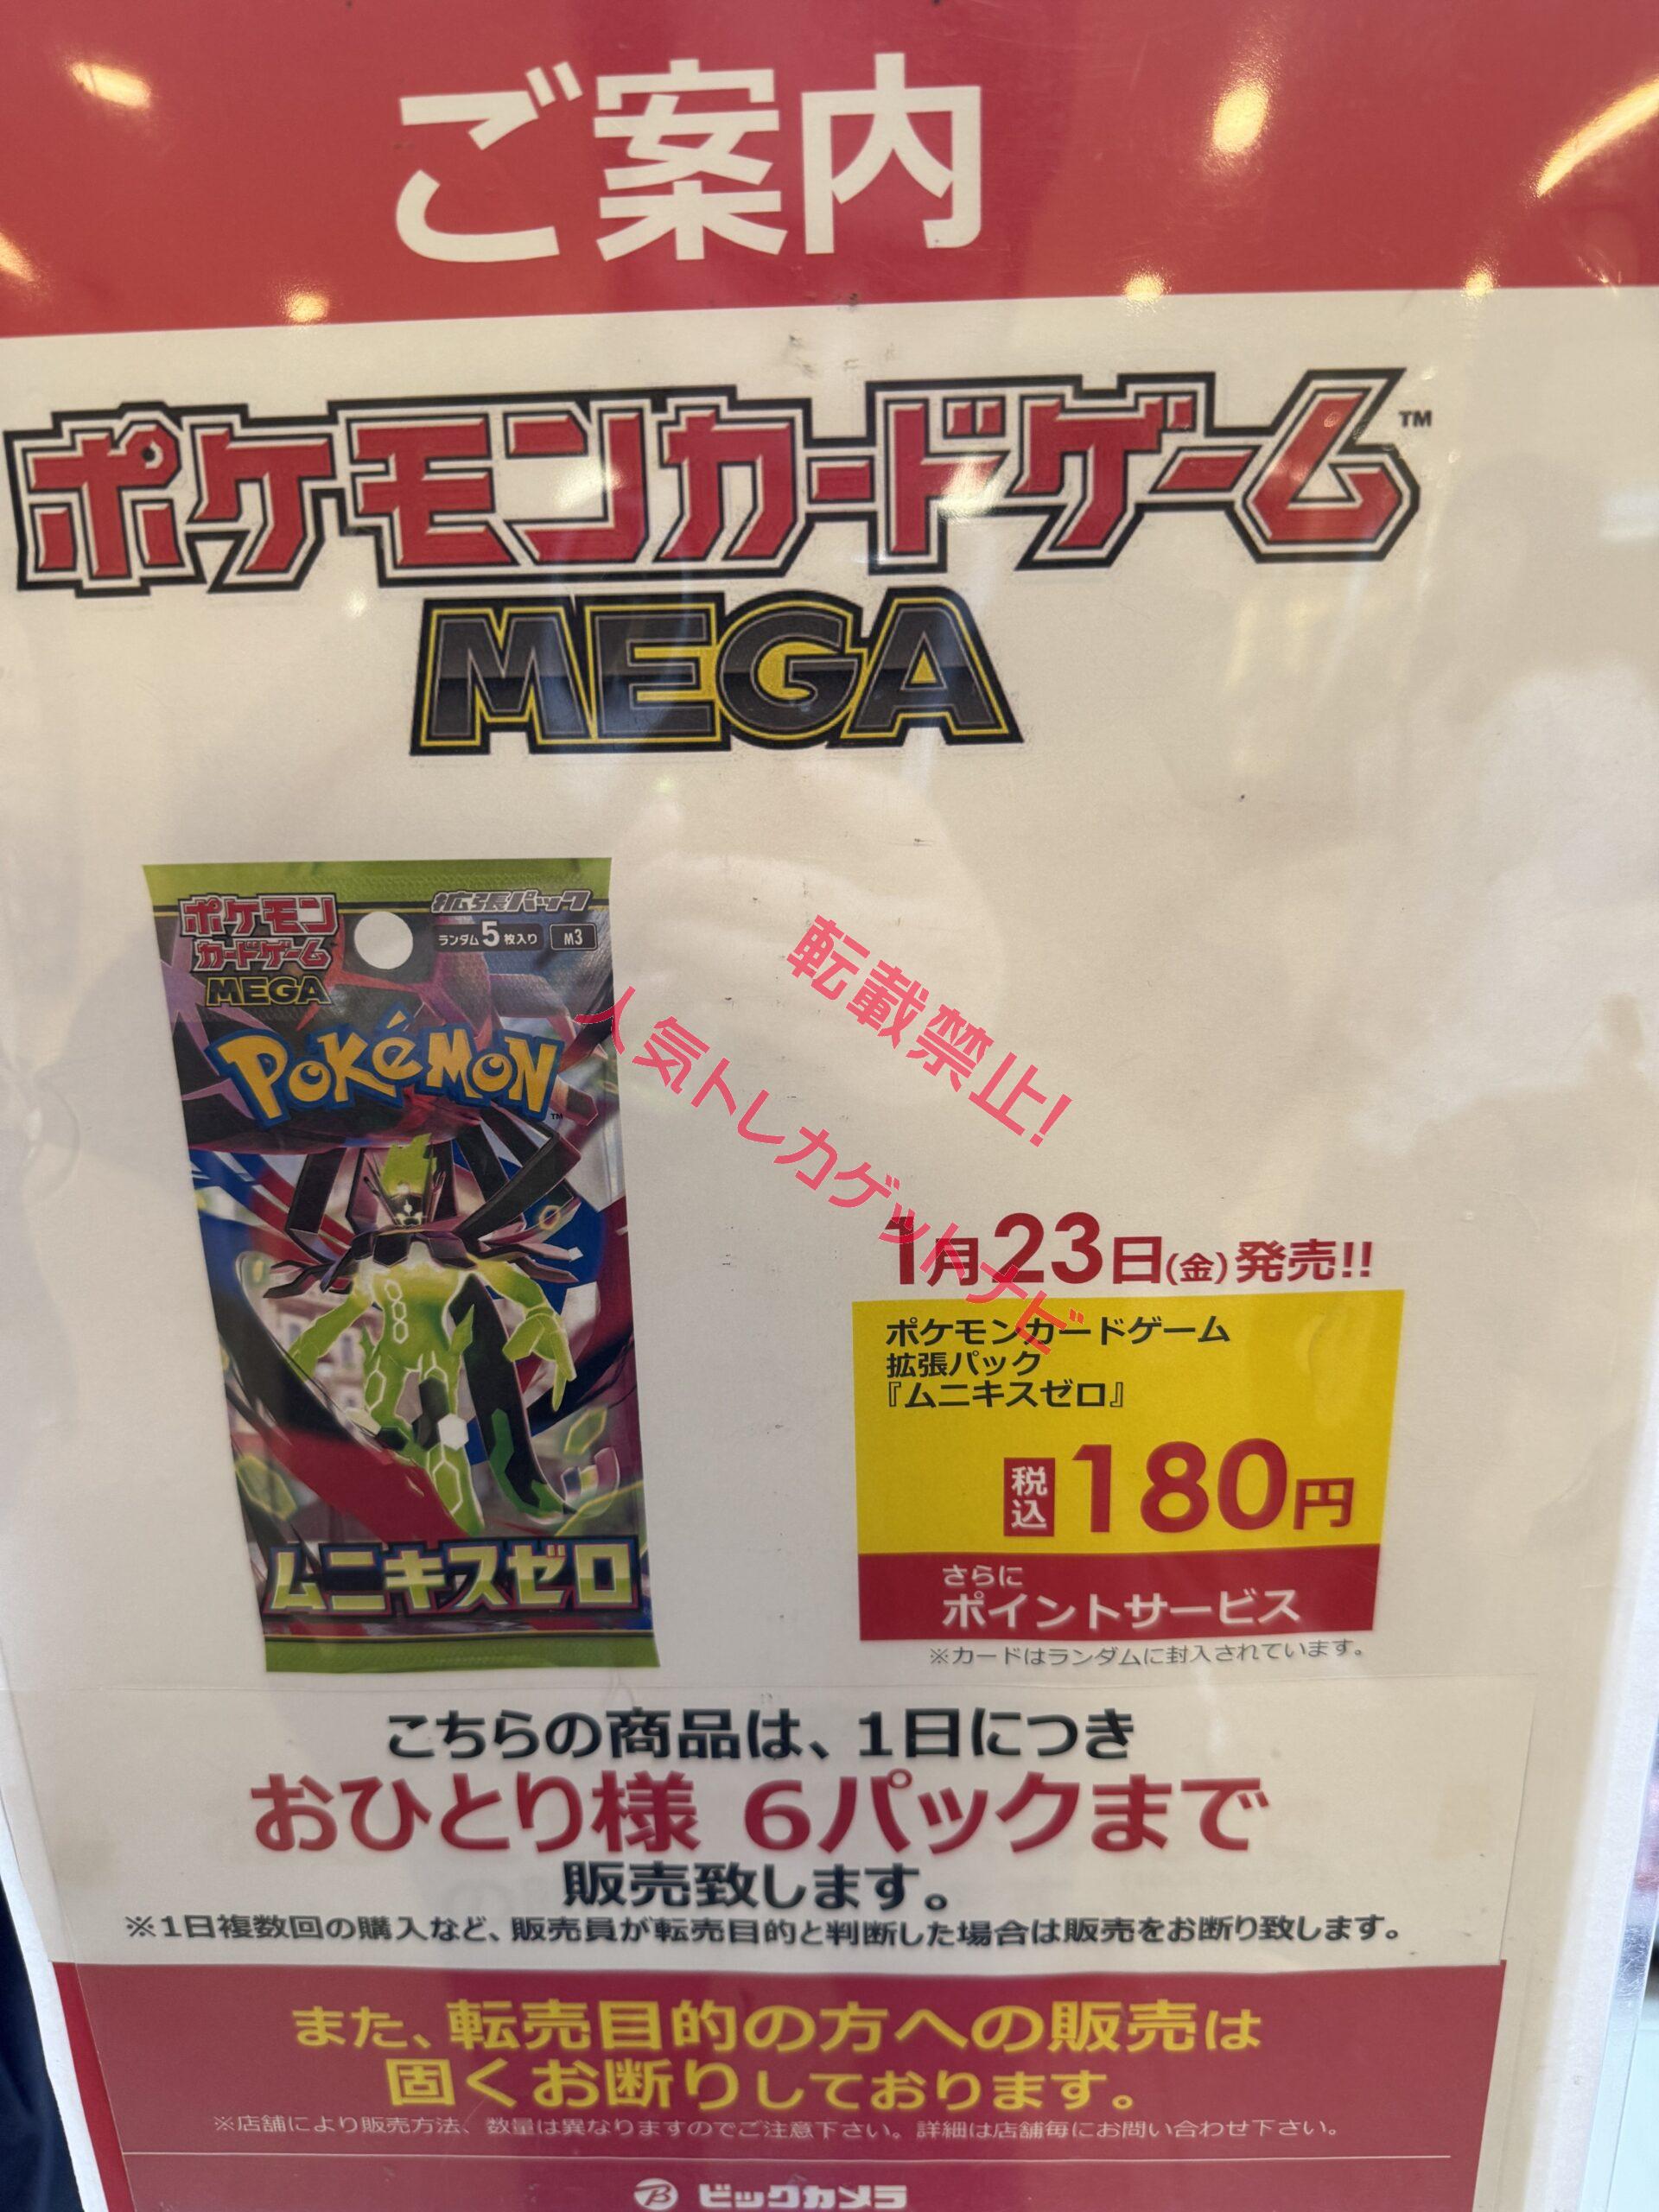 ご案内
ポケモンカードゲーム™
MEGA
ポケモン
カードゲーム
MEGA
拡張パック
ランダム5枚入り M3
POKéMON™
ムニキスゼロ
転載禁止!
人気トレカゲットナビ
1月23日(金)発売!!
ポケモンカードゲーム
拡張パック
『ムニキスゼロ』
税込180円
さらに
ポイントサービス
※カードはランダムに封入されています。
こちらの商品は、1日につき
おひとり様 6パックまで
販売致します。
※1日複数回の購入など、販売員が転売目的と判断した場合は販売をお断り致します。
また、転売目的の方への販売は
固くお断りしております。
※店舗により販売方法、数量は異なりますのでご注意下さい。詳細は店舗毎にお問い合わせ下さい。
B ビックカメラ